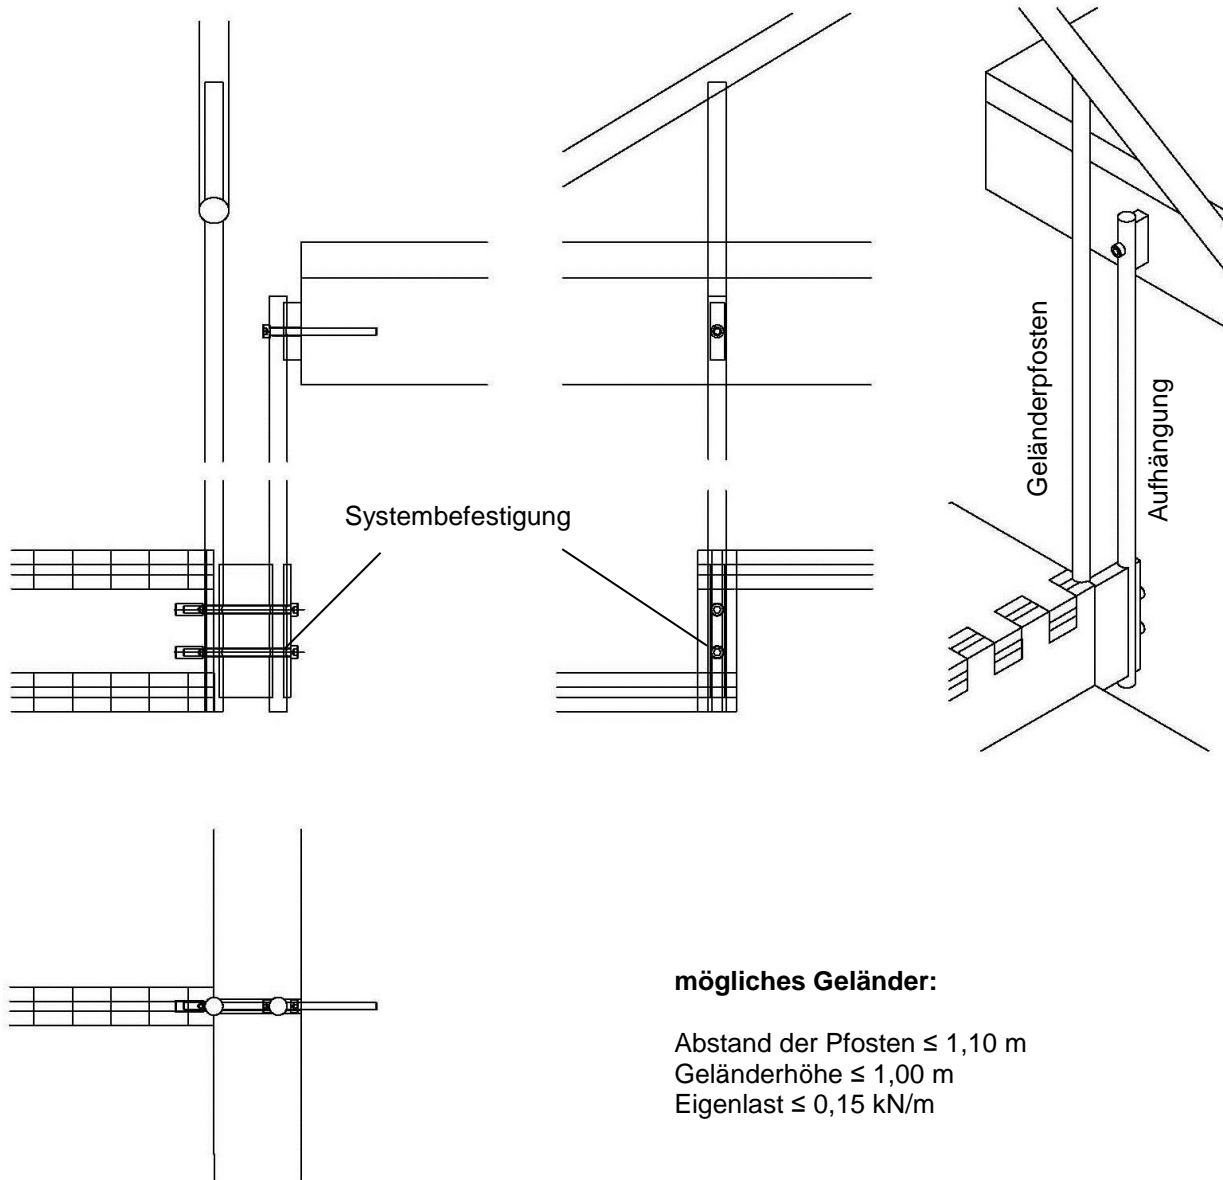 Systembefestigung
Geländerpfosten
Aufhängung
mögliches Geländer:
Abstand der Pfosten ≤ 1,10 m
Geländerhöhe ≤ 1,00 m
Eigenlast ≤ 0,15 kN/m